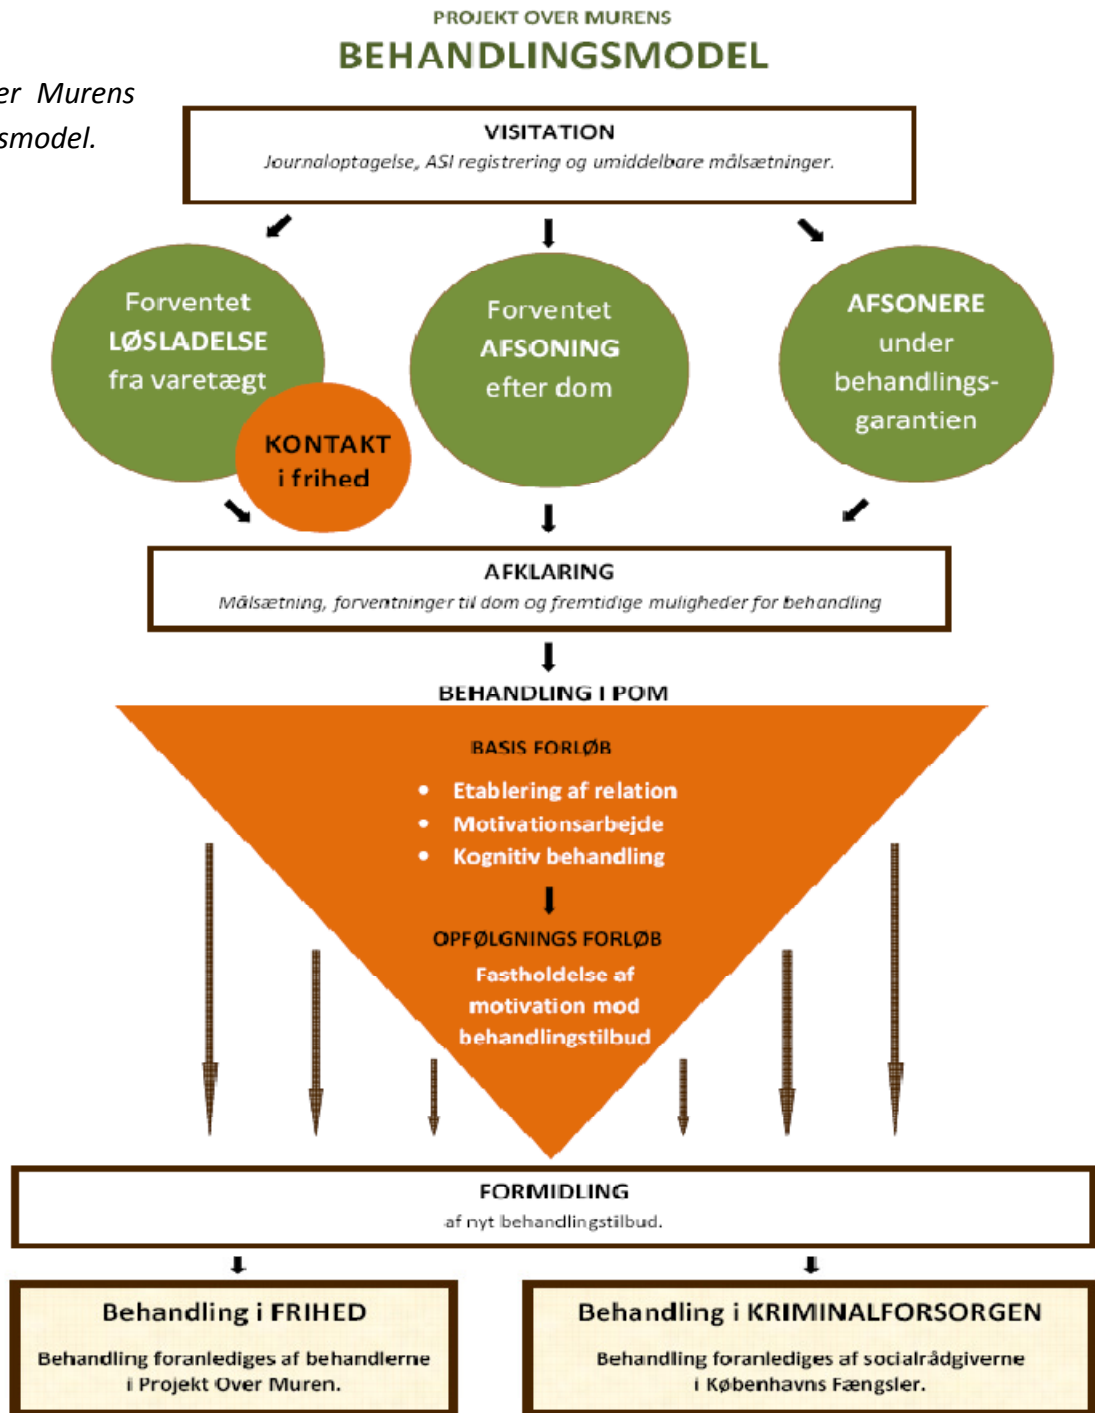 PROJEKT OVER MURENS
BEHANDLINGSMODEL
er Murens
smodel.
VISITATION
Journaloptagelse, ASI registrering og umiddelbare målsætninger.
Forventet
LØSLADELSE
fra varetægt
KONTAKT
i frihed
Forventet
AFSONING
efter dom
AFSONERE
under
behandlings-
garantien
AFKLARING
Målsætning, forventninger til dom og fremtidige muligheder for behandling
BEHANDLING I POM
BASIS FORLØB
• Etablering af relation
• Motivationsarbejde
• Kognitiv behandling
OPFØLGNINGS FORLØB
Fastholdelse af
motivation mod
behandlingstilbud
FORMIDLING
af nyt behandlingstilbud.
Behandling i FRIHED
Behandling foranlediges af behandlerne
i Projekt Over Muren.
Behandling i KRIMINALFORSORGEN
Behandling foranlediges af socialrådgiverne
i Københavns Fængsler.